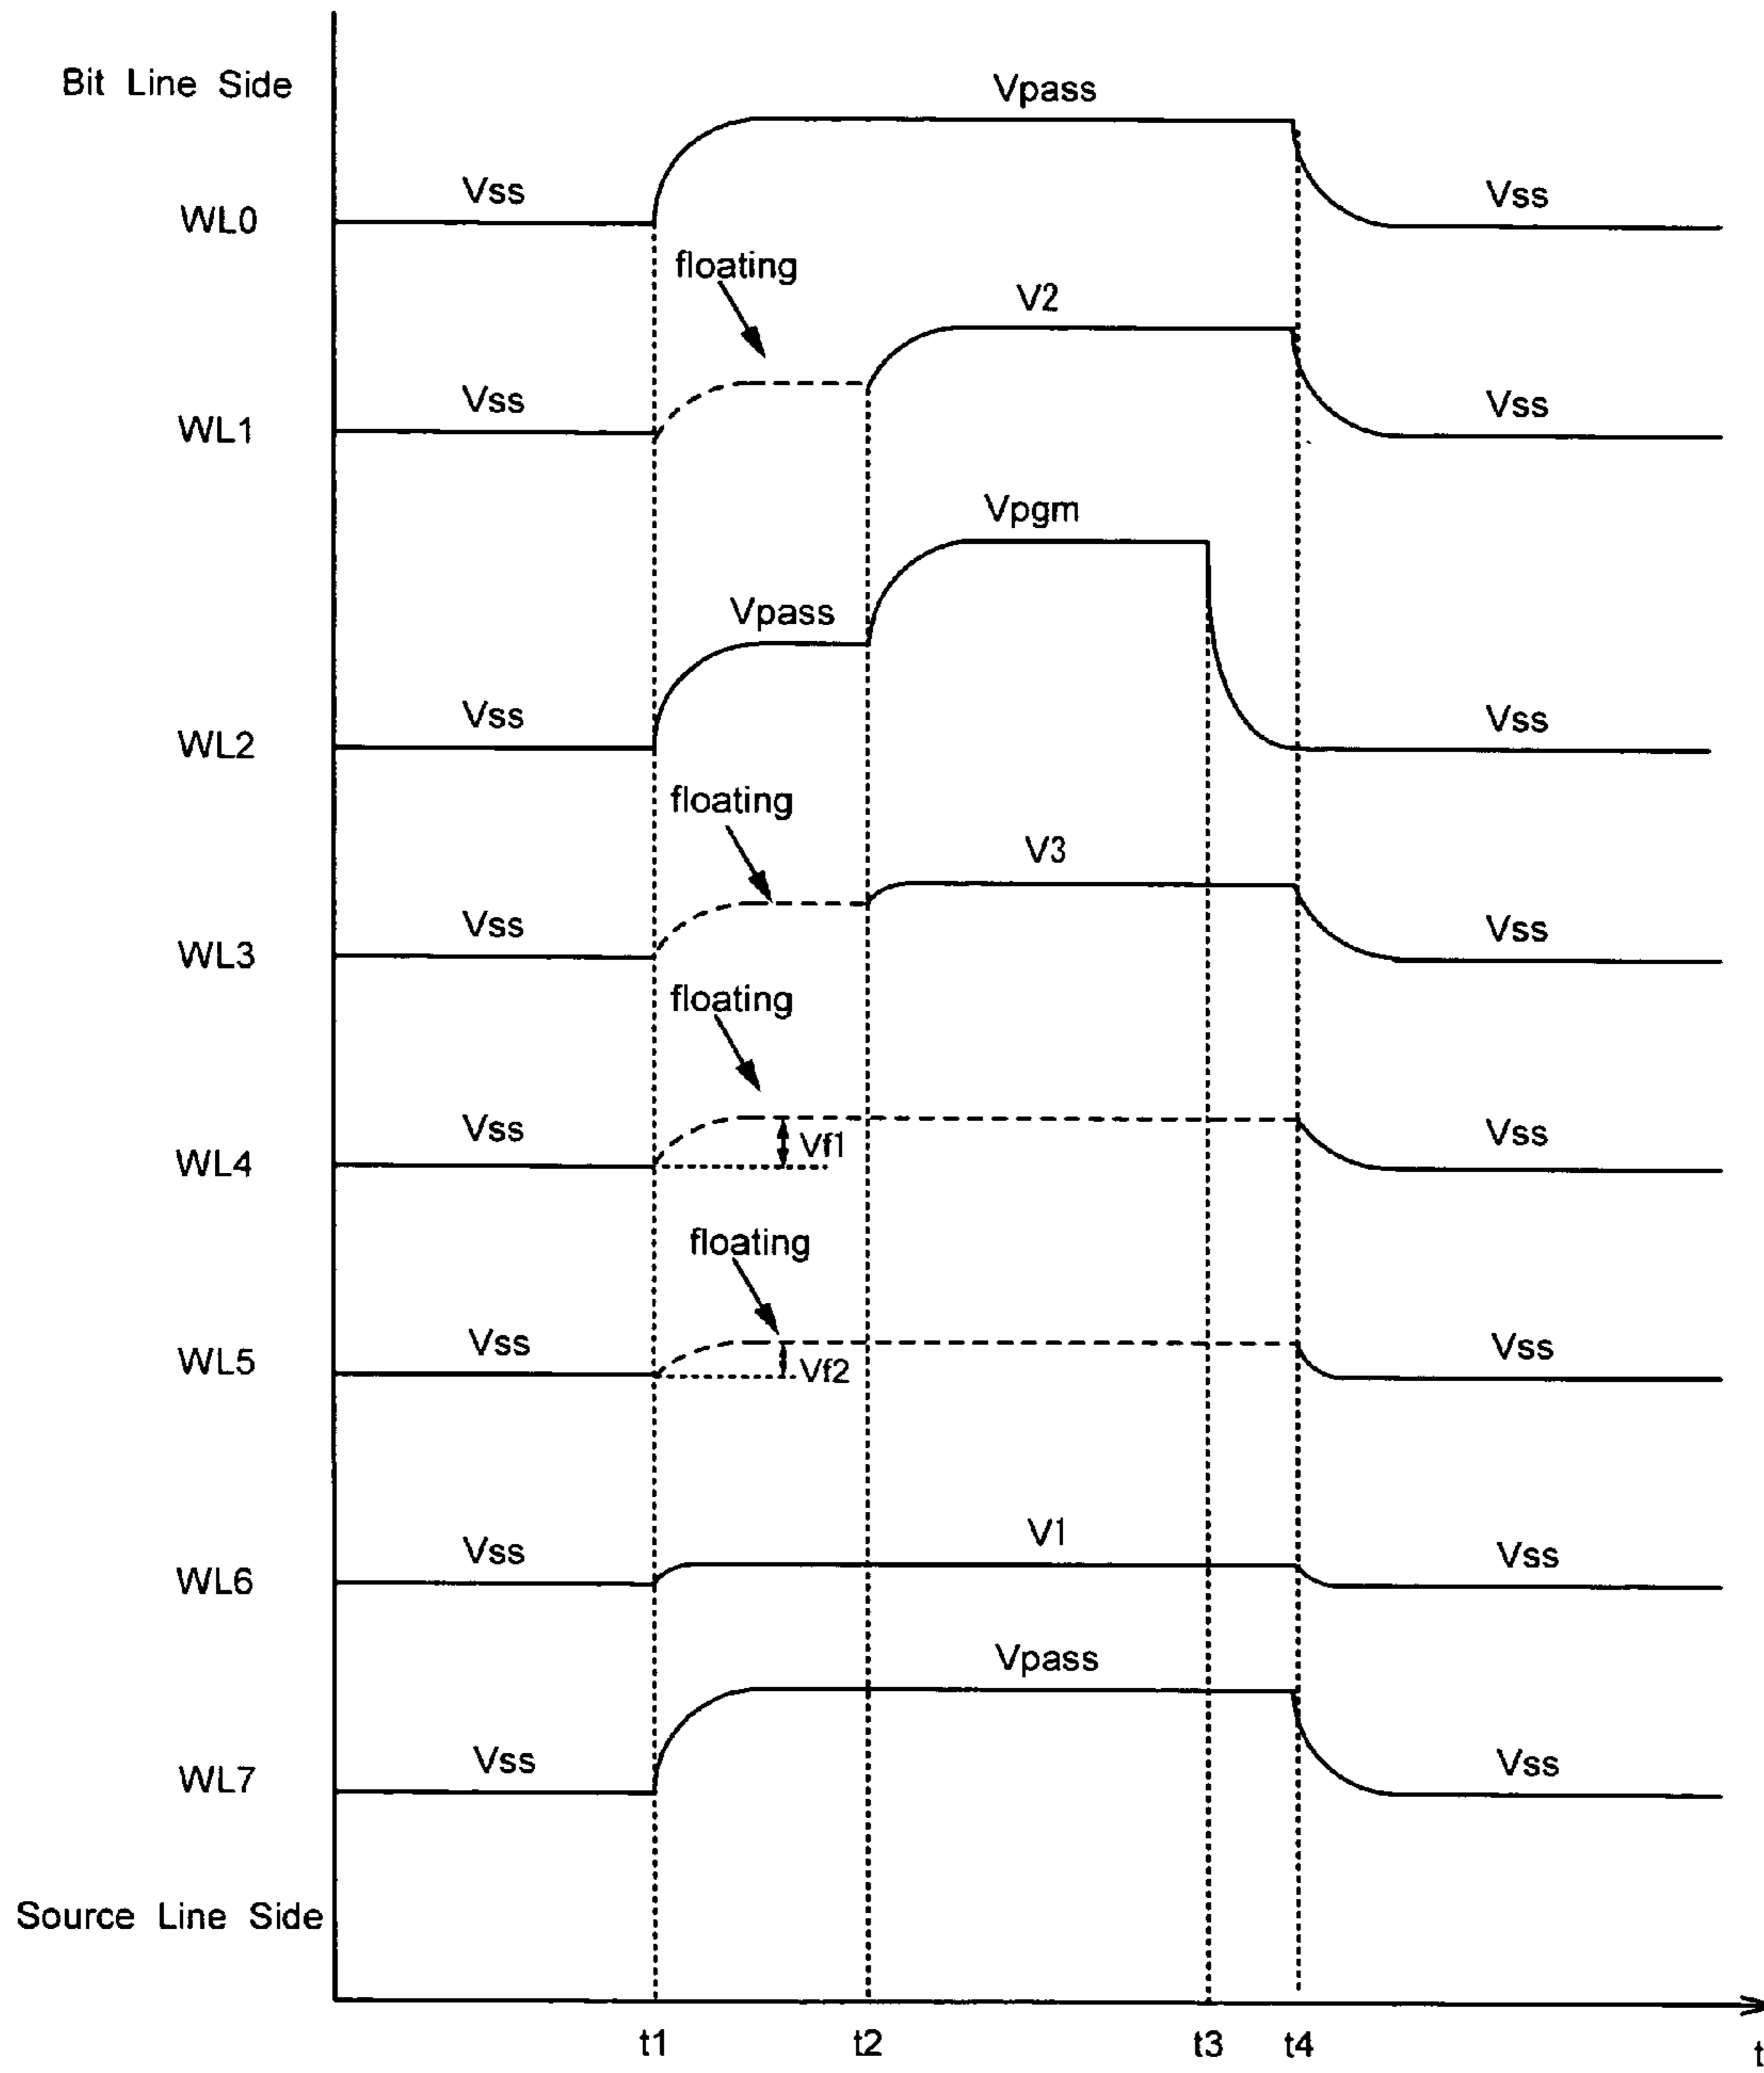 Bit Line Side
Vpass
Vss
Vss
WL0
floating
V2
Vss
Vss
WL1
Vpgm
Vpass
Vss
Vss
WL2
floating
V3
Vss
Vss
WL3
floating
Vss
Vf1
Vss
WL4
floating
Vss
Vf2
Vss
WL5
Vss
V1
Vss
WL6
Vpass
Vss
Vss
WL7
Source Line Side
t1 t2 t3 t4 t